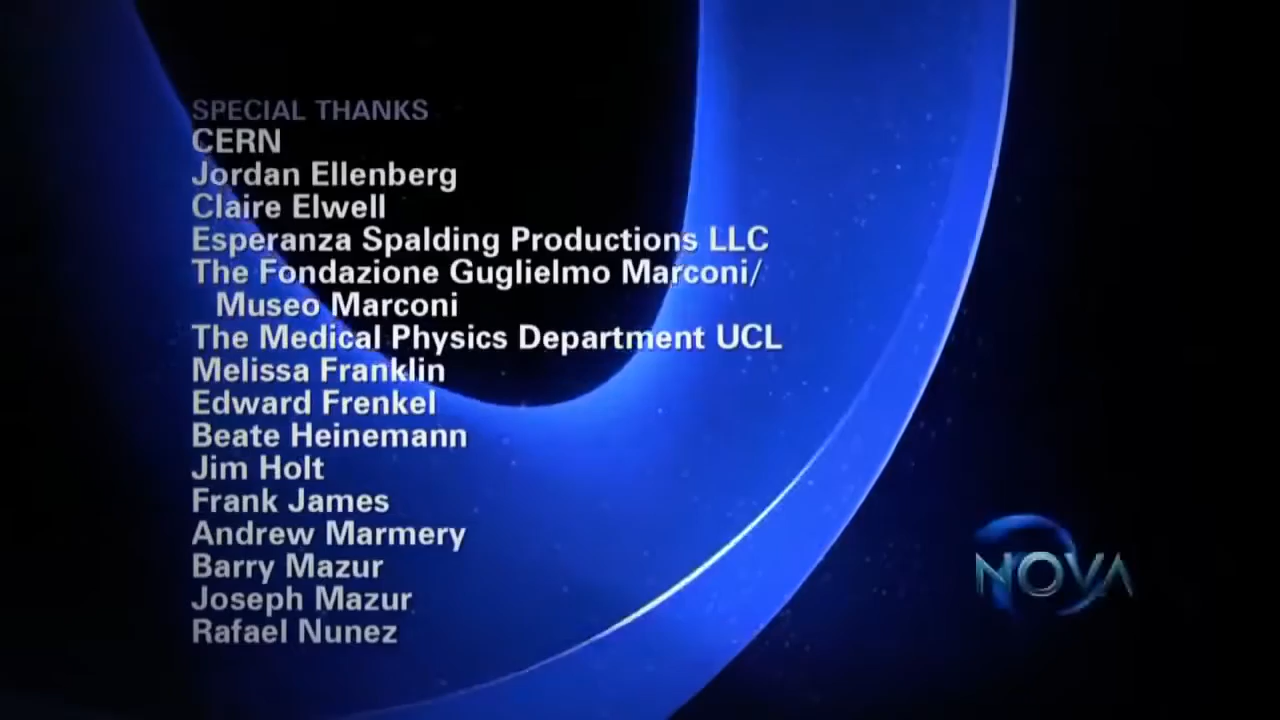 SPECIAL THANKS
CERN
Jordan Ellenberg
Claire Elwell
Esperanza Spalding Productions LLC
The Fondazione Guglielmo Marconi/
Museo Marconi
The Medical Physics Department UCL
Melissa Franklin
Edward Frenkel
Beate Heinemann
Jim Holt
Frank James
Andrew Marmery
Barry Mazur
Joseph Mazur
Rafael Nunez
NOVA